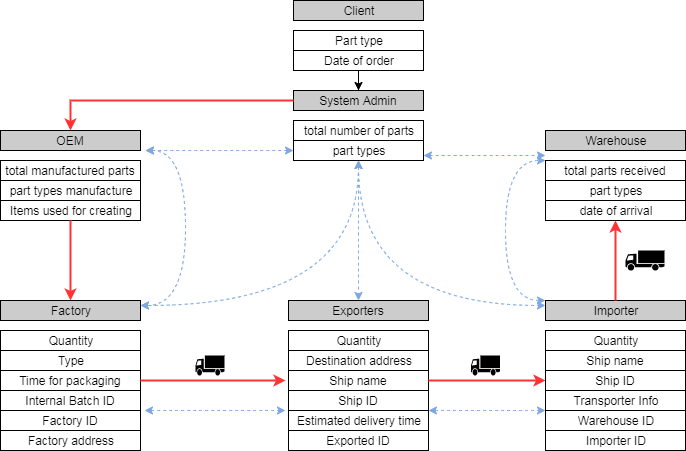 Client
Part type
Date of order
System Admin
total number of parts
part types
OEM
total manufactured parts
part types manufacture
Items used for creating
Warehouse
total parts received
part types
date of arrival
Factory
Quantity
Type
Time for packaging
Internal Batch ID
Factory ID
Factory address
Exporters
Quantity
Destination address
Ship name
Ship ID
Estimated delivery time
Exported ID
Importer
Quantity
Ship name
Ship ID
Transporter Info
Warehouse ID
Importer ID